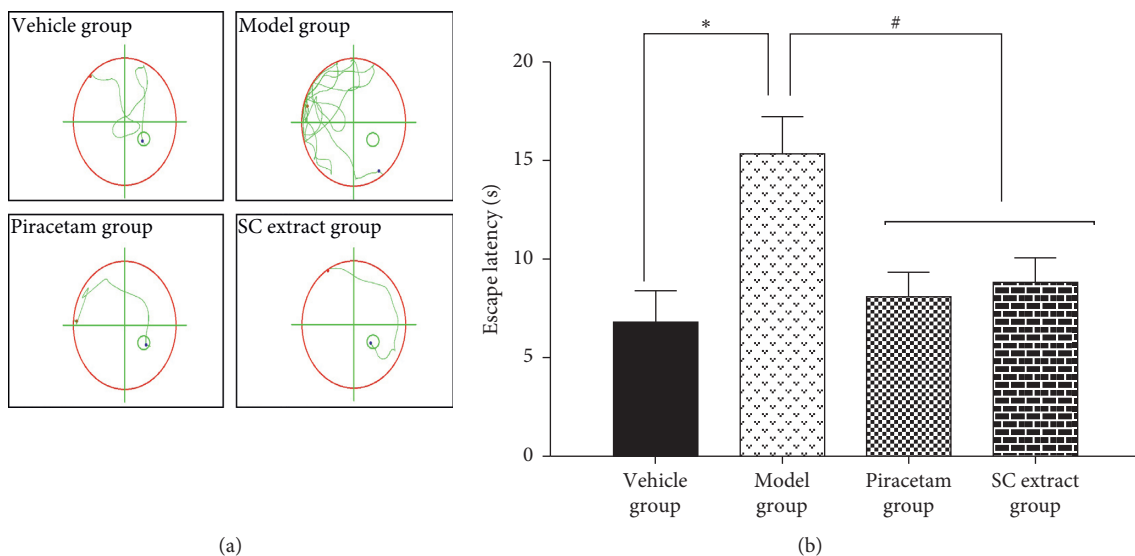 Vehicle group
Model group
Piracetam group
SC extract group
(a)
*
#
20
15
10
5
0
Escape latency (s)
Vehicle
group
Model
group
Piracetam
group
SC extract
group
(b)